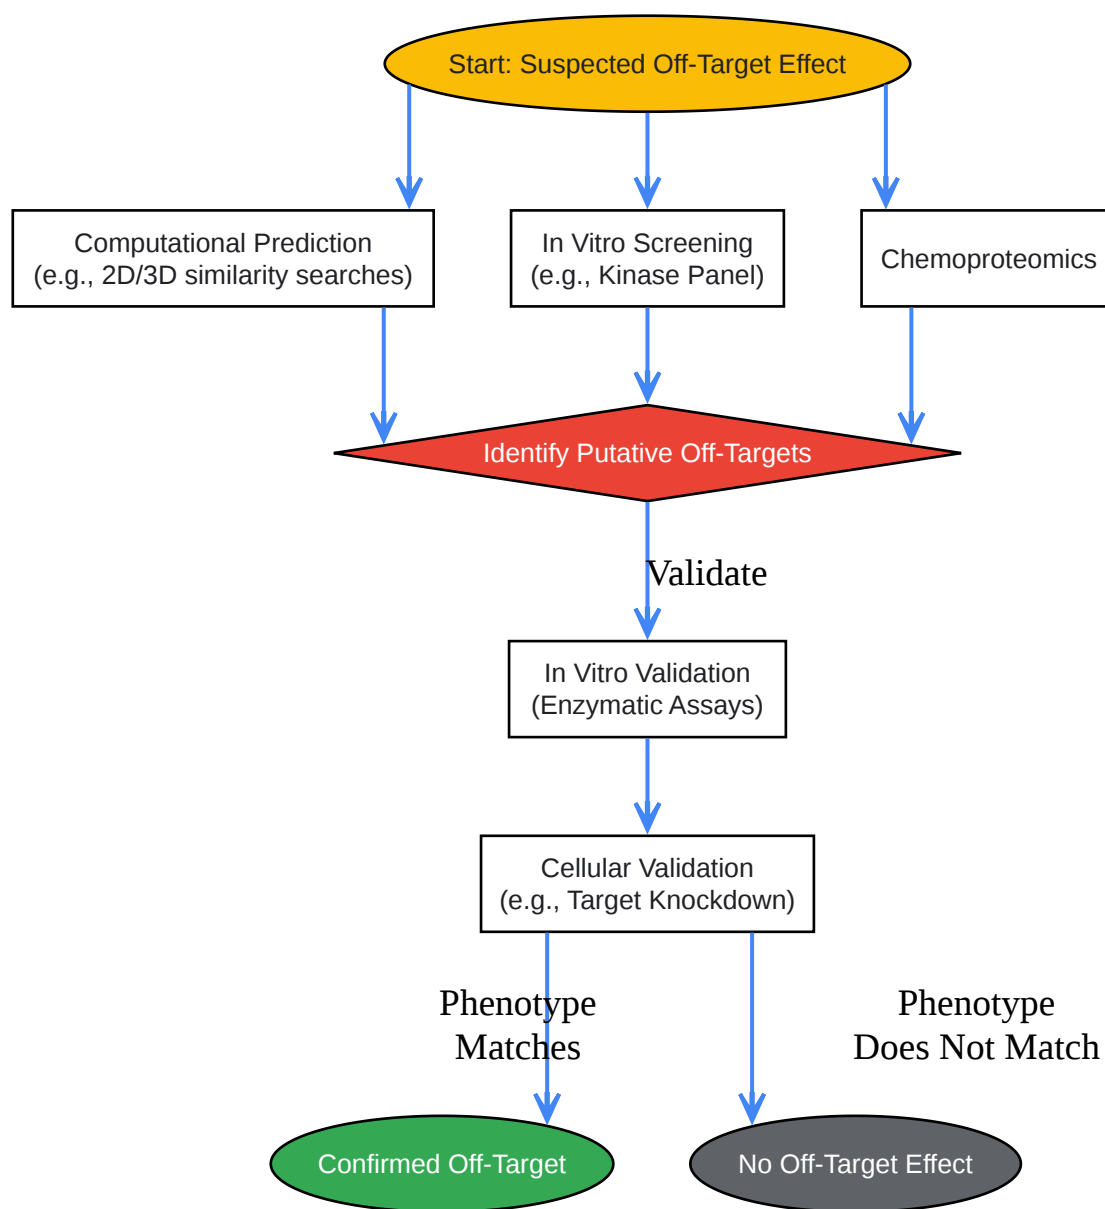 Start: Suspected Off-Target Effect
Computational Prediction
(e.g., 2D/3D similarity searches)
In Vitro Screening
(e.g., Kinase Panel)
Chemoproteomics
Identify Putative Off-Targets
Validate
In Vitro Validation
(Enzymatic Assays)
Cellular Validation
(e.g., Target Knockdown)
Phenotype
Matches
Phenotype
Does Not Match
Confirmed Off-Target
No Off-Target Effect